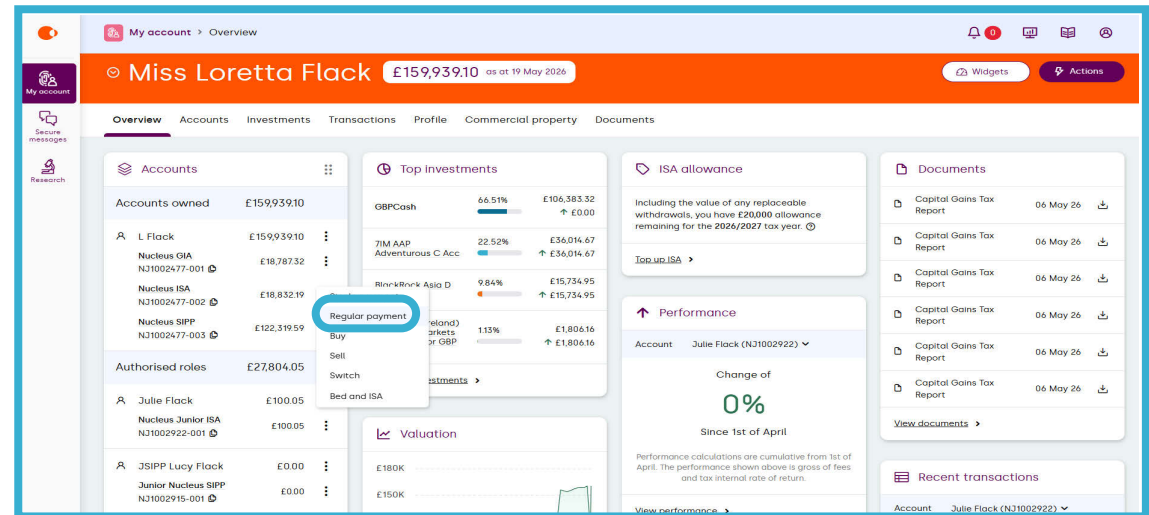 My account > Overview
0
Miss Loretta Flack £159,939.10 as at 19 May 2026
Widgets
Actions
My account
Secure messages
Research
Overview Accounts Investments Transactions Profile Commercial property Documents
Accounts
Accounts owned £159,939.10
L Flack £159,939.10
Nucleus GIA
NJ1002477-001 £18,787.32
Nucleus ISA
NJ1002477-002 £18,832.19
Nucleus SIPP
NJ1002477-003 £122,319.59
Authorised roles £27,804.05
Julie Flack £100.05
Nucleus Junior ISA
NJ1002922-001 £100.05
JSIPP Lucy Flack £0.00
Junior Nucleus SIPP
NJ1002915-001 £0.00
Regular payment
Buy
Sell
Switch
Bed and ISA
Top Investments
GBPCash 66.51% £106,383.32
↑ £0.00
7IM AAP
Adventurous C Acc 22.52% £36,014.67
↑ £36,014.67
BlackRock Asia D 9.84% £15,734.95
↑ £15,734.95
or GBP 1.13% £1,806.16
↑ £1,806.16
Valuation
£180K
£150K
ISA allowance
Including the value of any replaceable
withdrawals, you have £20,000 allowance
remaining for the 2026/2027 tax year.
Top up ISA >
Performance
Account Julie Flack (NJ1002922)
Change of
0%
Since 1st of April
Performance calculations are cumulative from 1st of
April. The performance shown above is gross of fees
and tax internal rate of return.
View performance >
Documents
Capital Gains Tax
Report 06 May 26
Capital Gains Tax
Report 06 May 26
Capital Gains Tax
Report 06 May 26
Capital Gains Tax
Report 06 May 26
Capital Gains Tax
Report 06 May 26
Capital Gains Tax
Report 06 May 26
View documents >
Recent transactions
Account Julie Flack (NJ1002922)